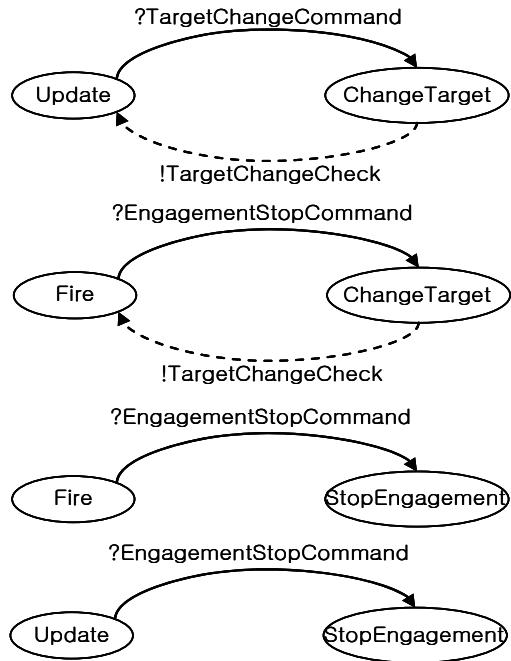 ?TargetChangeCommand
Update
ChangeTarget
!TargetChangeCheck
?EngagementStopCommand
Fire
ChangeTarget
!TargetChangeCheck
?EngagementStopCommand
Fire
StopEngagement
?EngagementStopCommand
Update
StopEngagement